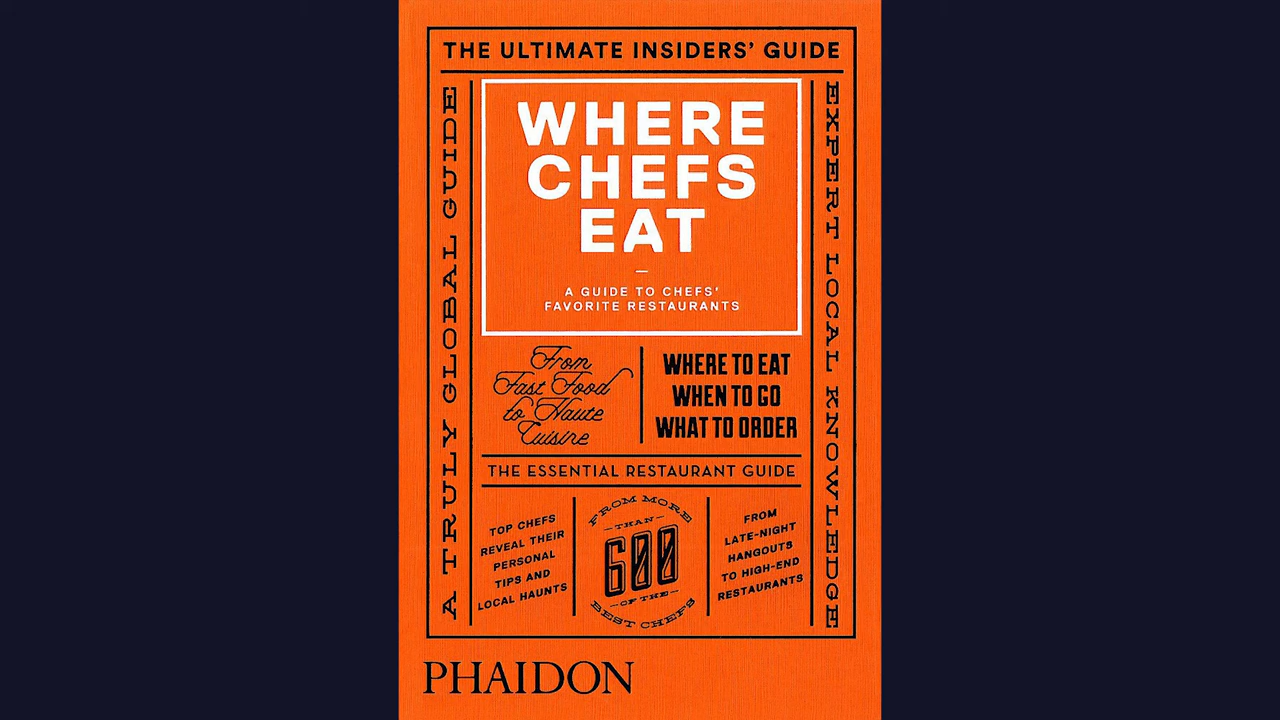 THE ULTIMATE INSIDERS' GUIDE
A TRULY GLOBAL GUIDE
EXPERT LOCAL KNOWLEDGE
WHERE
CHEFS
EAT
A GUIDE TO CHEFS'
FAVORITE RESTAURANTS
From
Fast Food
to Haute
Cuisine
WHERE TO EAT
WHEN TO GO
WHAT TO ORDER
THE ESSENTIAL RESTAURANT GUIDE
TOP CHEFS
REVEAL THEIR
PERSONAL
TIPS AND
LOCAL HAUNTS
FROM MORE
THAN
600
OF THE
BEST CHEFS
FROM
LATE-NIGHT
HANGOUTS
TO HIGH-END
RESTAURANTS
PHAIDON